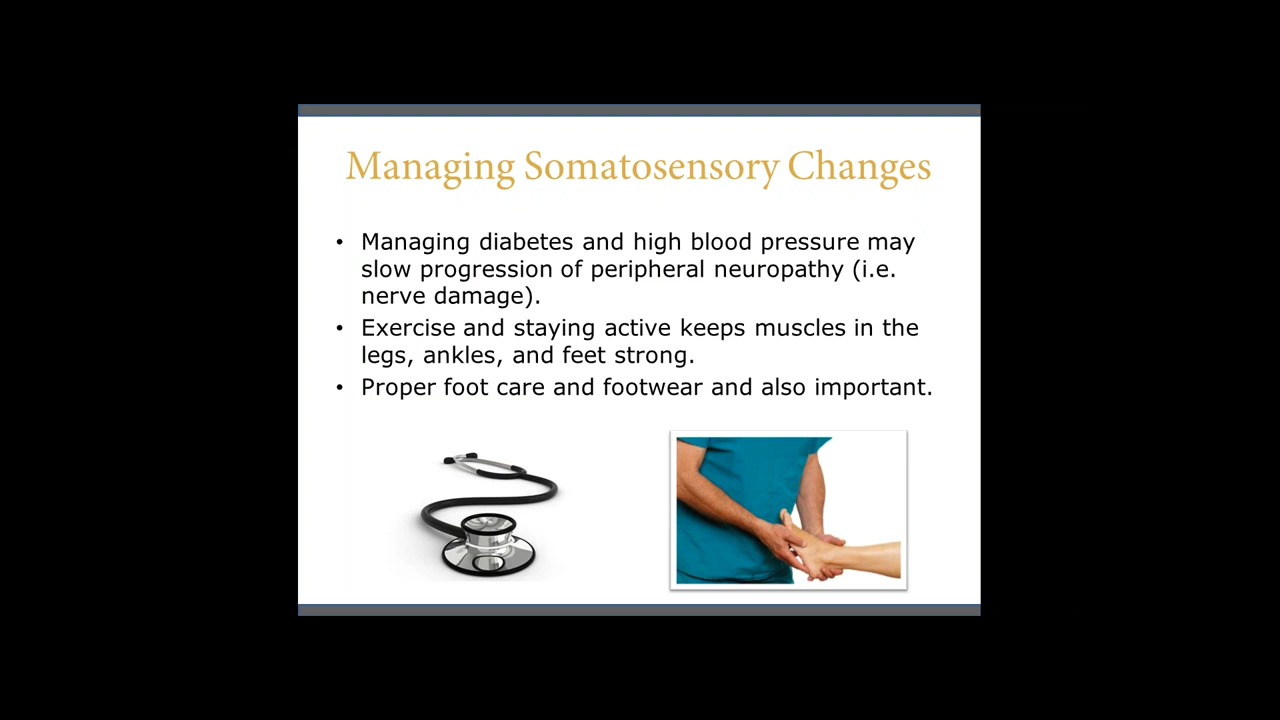 Managing Somatosensory Changes
• Managing diabetes and high blood pressure may
slow progression of peripheral neuropathy (i.e.
nerve damage).
• Exercise and staying active keeps muscles in the
legs, ankles, and feet strong.
• Proper foot care and footwear and also important.